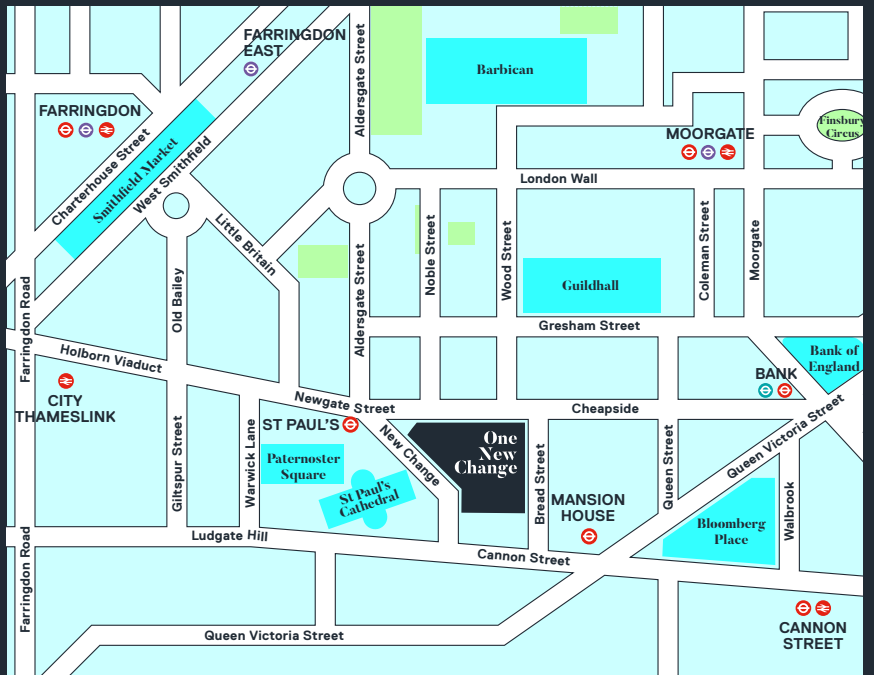 FARRINGDON
EAST
Aldersgate Street
Barbican
FARRINGDON
Finsbury
Circus
MOORGATE
Charterhouse Street
Smithfield Market
West Smithfield
London Wall
Little Britain
Noble Street
Wood Street
Coleman Street
Moorgate
Old Bailey
Aldersgate Street
Guildhall
Farringdon Road
Gresham Street
Holborn Viaduct
Bank of
England
BANK
CITY
THAMESLINK
Newgate Street
Cheapside
ST PAUL'S
New Change
One
New
Change
Queen Victoria Street
Giltspur Street
Warwick Lane
Paternoster
Square
St Paul's
Cathedral
Bread Street
Queen Street
MANSION
HOUSE
Bloomberg
Place
Walbrook
Ludgate Hill
Cannon Street
Farringdon Road
CANNON
STREET
Queen Victoria Street